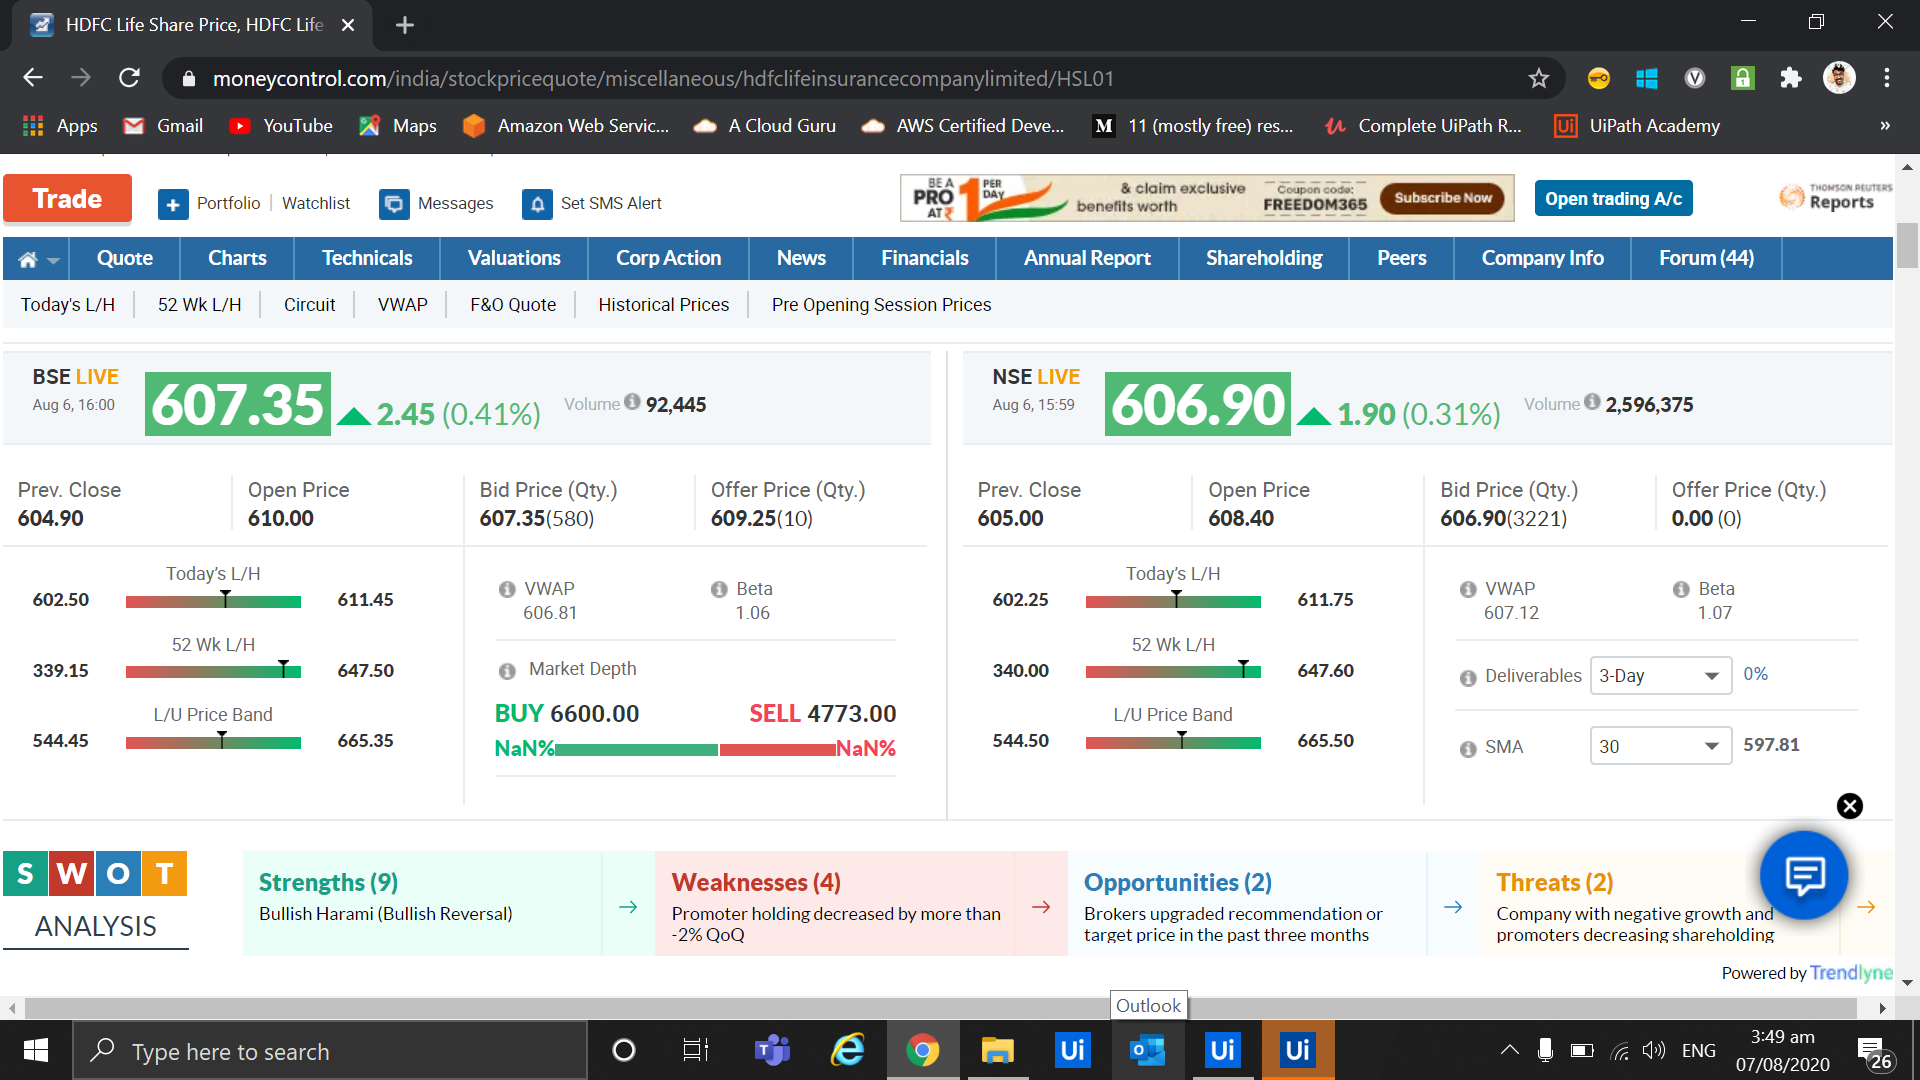 HDFC Life Share Price, HDFC Life
moneycontrol.com/india/stockpricequote/miscellaneous/hdfclifeinsurancecompanylimited/HSL01
Apps Gmail YouTube Maps Amazon Web Servic... A Cloud Guru AWS Certified Deve... M 11 (mostly free) res... Complete UiPath R... Ui UiPath Academy »
Trade Portfolio Watchlist Messages Set SMS Alert
BE A PRO AT ₹1 PER DAY
& claim exclusive
benefits worth
Coupon code:
FREEDOM365
Subscribe Now
Open trading A/c
THOMSON REUTERS
Reports
Quote Charts Technicals Valuations Corp Action News Financials Annual Report Shareholding Peers Company Info Forum (44)
Today's L/H 52 Wk L/H Circuit VWAP F&O Quote Historical Prices Pre Opening Session Prices
BSE LIVE
Aug 6, 16:00
607.35 2.45 (0.41%) Volume 92,445
Prev. Close Open Price Bid Price (Qty.) Offer Price (Qty.)
604.90 610.00 607.35(580) 609.25(10)
Today's L/H
602.50 611.45
52 Wk L/H
339.15 647.50
L/U Price Band
544.45 665.35
VWAP Beta
606.81 1.06
Market Depth
BUY 6600.00 SELL 4773.00
NaN% NaN%
NSE LIVE
Aug 6, 15:59
606.90 1.90 (0.31%) Volume 2,596,375
Prev. Close Open Price Bid Price (Qty.) Offer Price (Qty.)
605.00 608.40 606.90(3221) 0.00 (0)
Today's L/H
602.25 611.75
52 Wk L/H
340.00 647.60
L/U Price Band
544.50 665.50
VWAP Beta
607.12 1.07
Deliverables 3-Day 0%
SMA 30 597.81
SWOT
ANALYSIS
Strengths (9)
Bullish Harami (Bullish Reversal)
Weaknesses (4)
Promoter holding decreased by more than
-2% QoQ
Opportunities (2)
Brokers upgraded recommendation or
target price in the past three months
Threats (2)
Company with negative growth and
promoters decreasing shareholding
Powered by Trendlyne
Outlook
Type here to search
Ui Ui Ui
ENG
3:49 am
07/08/2020
26